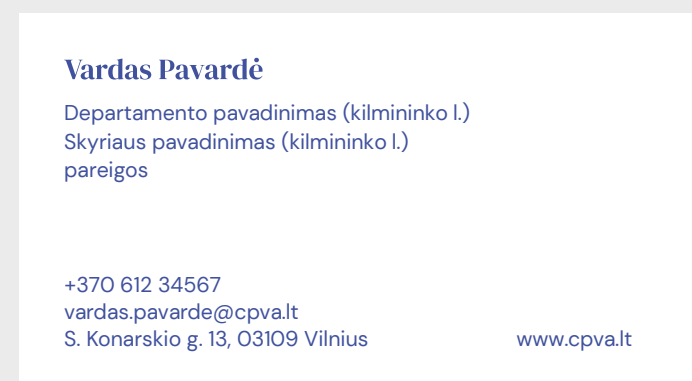 Vardas Pavardė
Departamento pavadinimas (kilmininko l.)
Skyriaus pavadinimas (kilmininko l.)
pareigos
+370 612 34567
vardas.pavarde@cpva.lt
S. Konarskio g. 13, 03109 Vilnius
www.cpva.lt